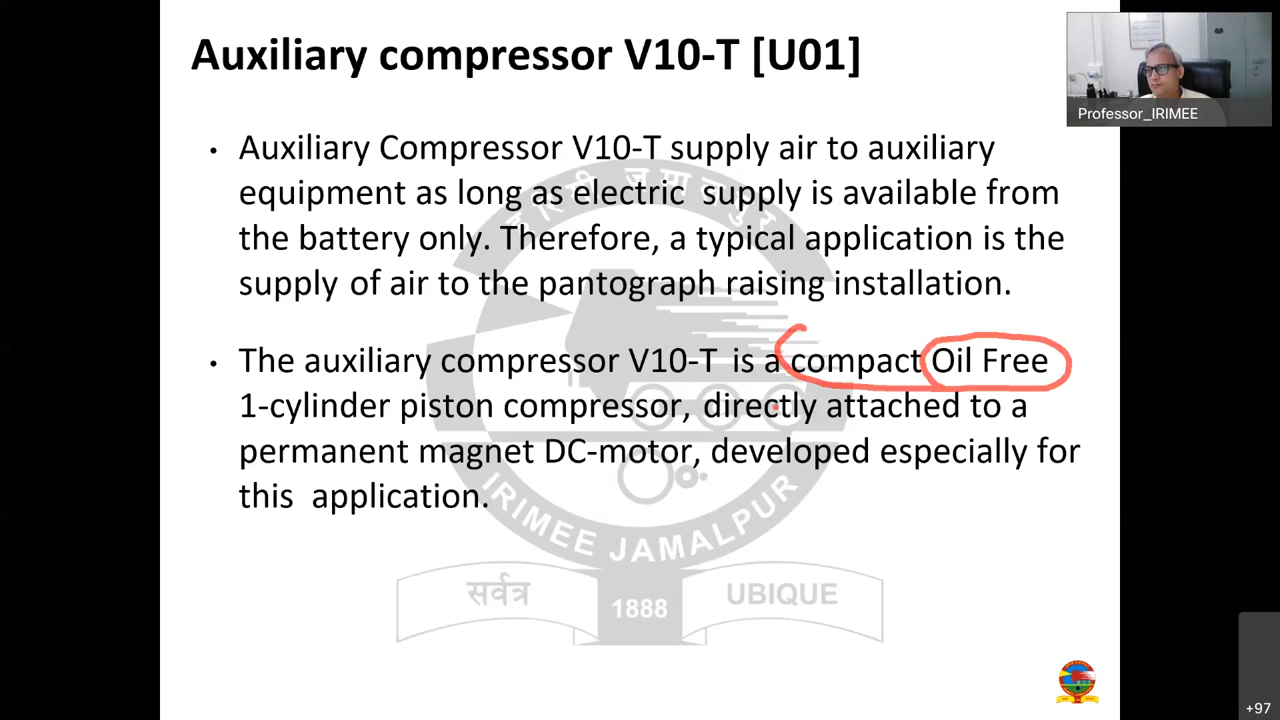 Auxiliary compressor V10-T [U01]
Professor_IRIMEE
• Auxiliary Compressor V10-T supply air to auxiliary
equipment as long as electric supply is available from
the battery only. Therefore, a typical application is the
supply of air to the pantograph raising installation.
• The auxiliary compressor V10-T is a compact Oil Free
1-cylinder piston compressor, directly attached to a
permanent magnet DC-motor, developed especially for
this application.
इरिमी जमालपुर
IRIMEE JAMALPUR
सर्वत्र 1888 UBIQUE
+97